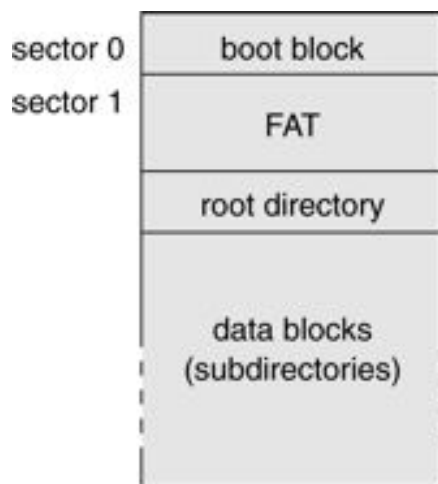 sector 0
boot block
sector 1
FAT
root directory
data blocks
(subdirectories)